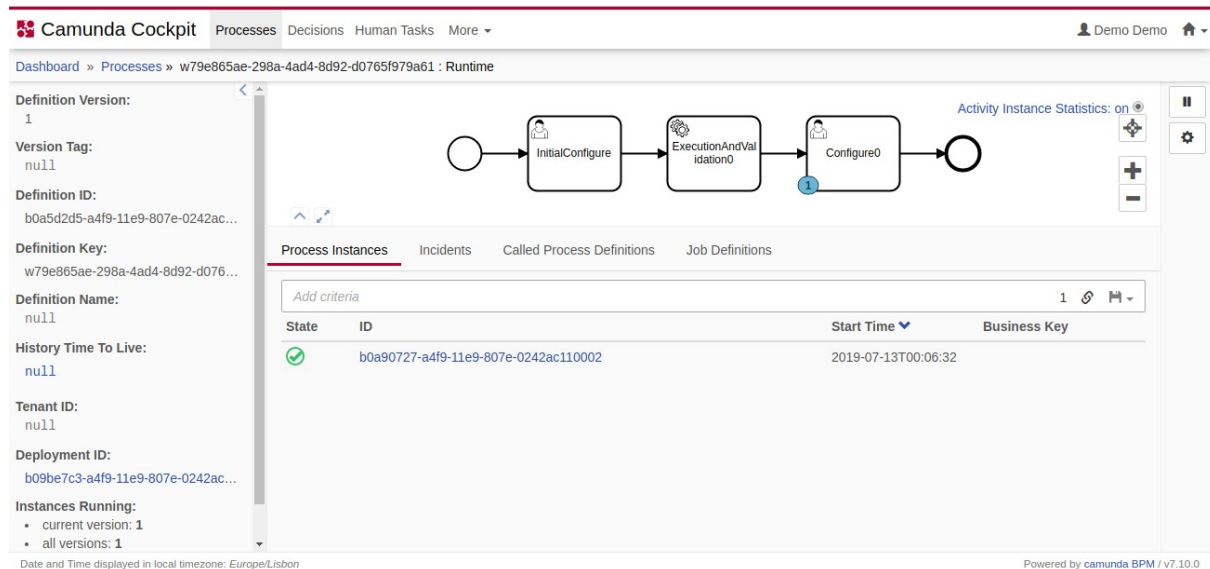 Camunda Cockpit Processes Decisions Human Tasks More Demo Demo
Dashboard » Processes » w79e865ae-298a-4ad4-8d92-d0765f979a61 : Runtime
Definition Version:
1
Version Tag:
null
Definition ID:
b0a5d2d5-a4f9-11e9-807e-0242ac...
Definition Key:
w79e865ae-298a-4ad4-8d92-d076...
Definition Name:
null
History Time To Live:
null
Tenant ID:
null
Deployment ID:
b09be7c3-a4f9-11e9-807e-0242ac...
Instances Running:
• current version: 1
• all versions: 1
Activity Instance Statistics: on
InitialConfigure
ExecutionAndVal
idation0
Configure0
1
Process Instances Incidents Called Process Definitions Job Definitions
Add criteria 1
State ID Start Time Business Key
b0a90727-a4f9-11e9-807e-0242ac110002 2019-07-13T00:06:32
Date and Time displayed in local timezone: Europe/Lisbon Powered by camunda BPM / v7.10.0